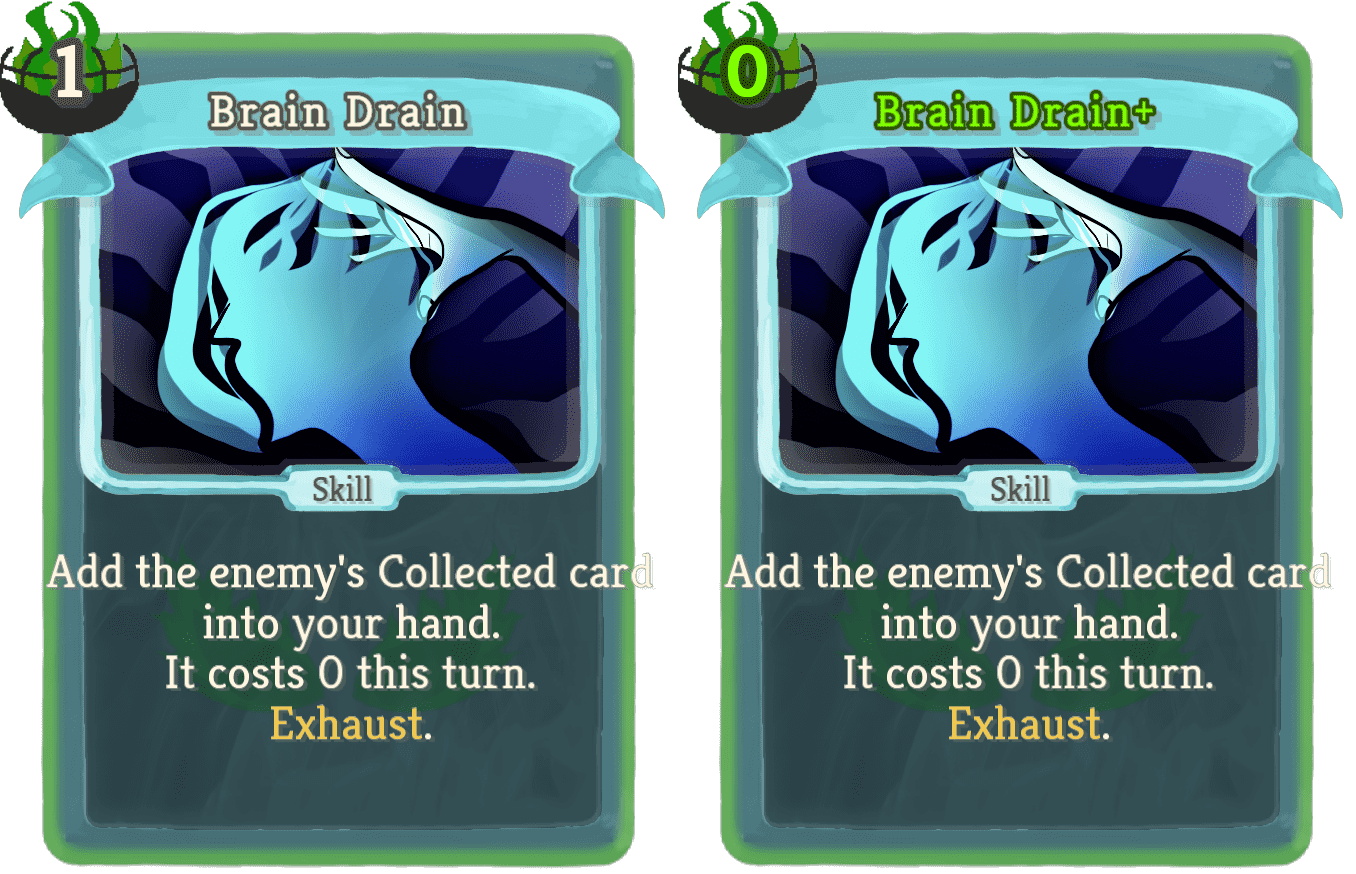 1
Brain Drain
Skill
Add the enemy's Collected card
into your hand.
It costs 0 this turn.
Exhaust.
0
Brain Drain+
Skill
Add the enemy's Collected card
into your hand.
It costs 0 this turn.
Exhaust.